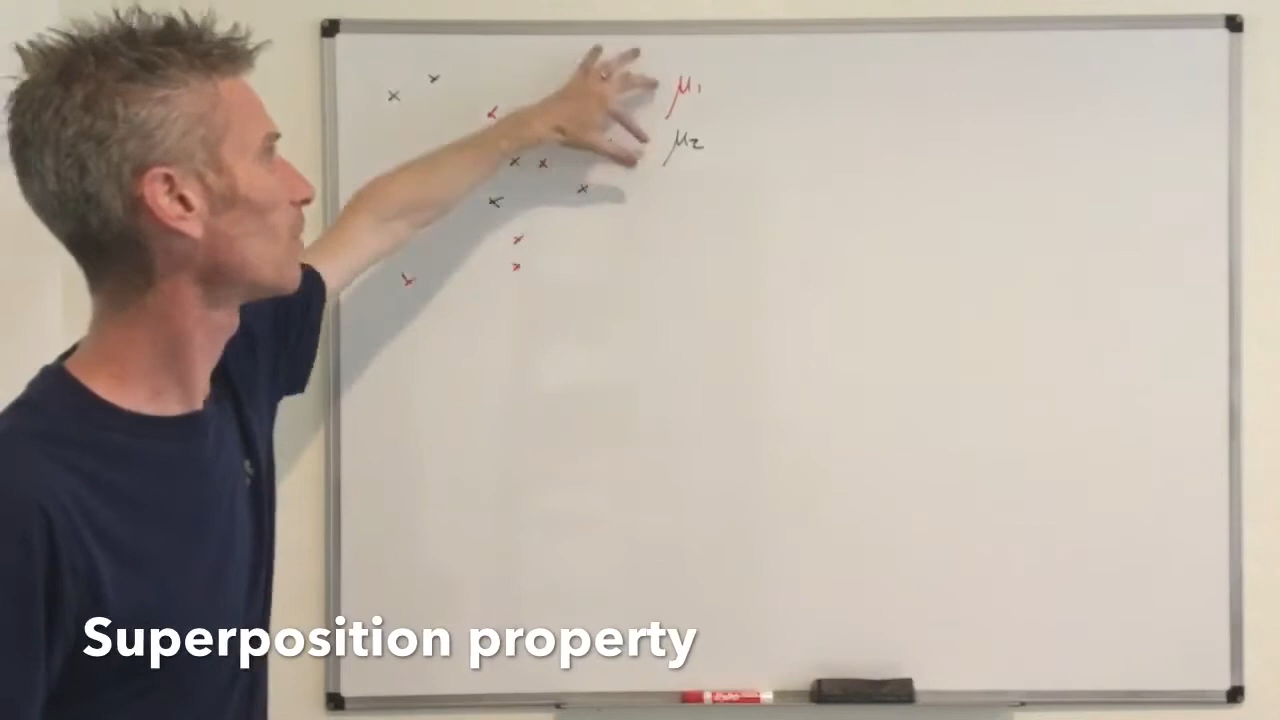 μ₁
μ₂
Superposition property